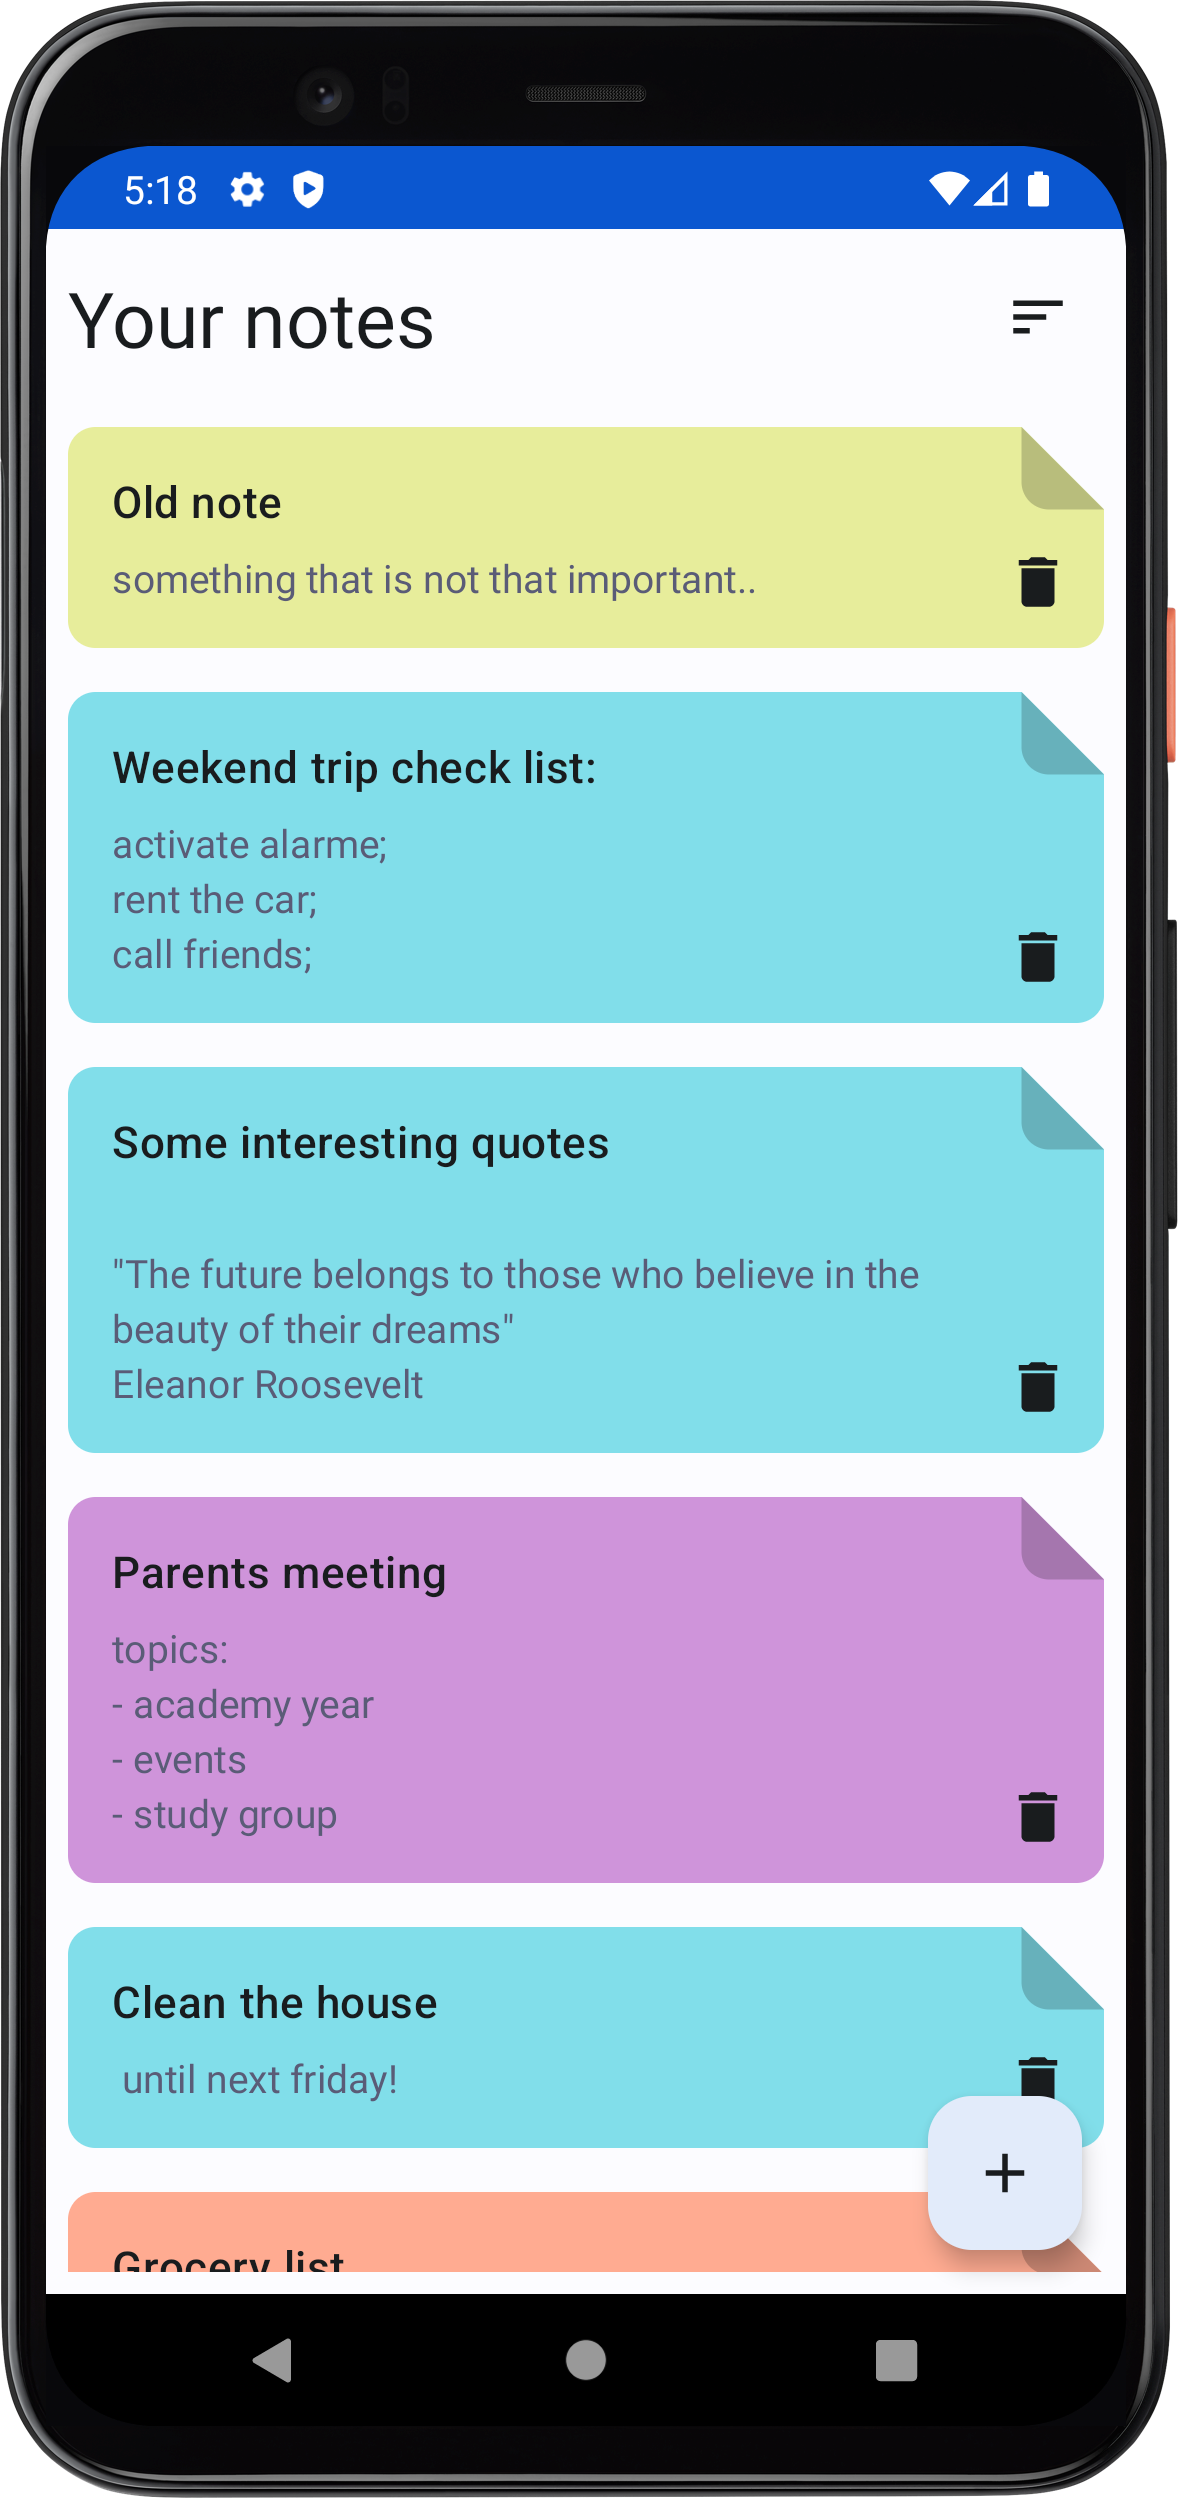 5:18
Your notes
Old note
something that is not that important..
Weekend trip check list:
activate alarme;
rent the car;
call friends;
Some interesting quotes
"The future belongs to those who believe in the
beauty of their dreams"
Eleanor Roosevelt
Parents meeting
topics:
- academy year
- events
- study group
Clean the house
until next friday!
Grocery list